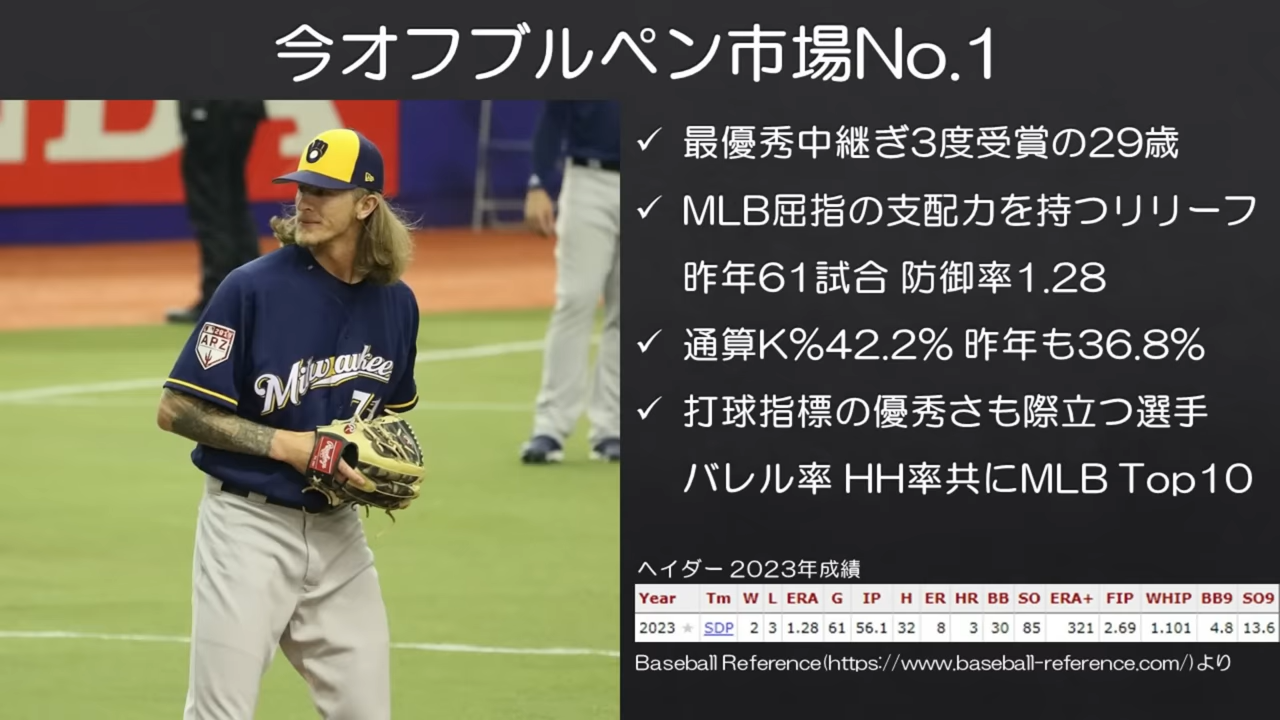 今オフブルペン市場No.1
✓ 最優秀中継ぎ3度受賞の29歳
✓ MLB屈指の支配力を持つリリーフ
昨年61試合 防御率1.28
✓ 通算K%42.2% 昨年も36.8%
✓ 打球指標の優秀さも際立つ選手
バレル率 HH率共にMLB Top10
ヘイダー 2023年成績
Year Tm W L ERA G IP H ER HR BB SO ERA+ FIP WHIP BB9 SO9
2023 ★ SDP 2 3 1.28 61 56.1 32 8 3 30 85 321 2.69 1.101 4.8 13.6
Baseball Reference(https://www.baseball-reference.com/)より
Milwaukee
71
ARZ
Rawlings